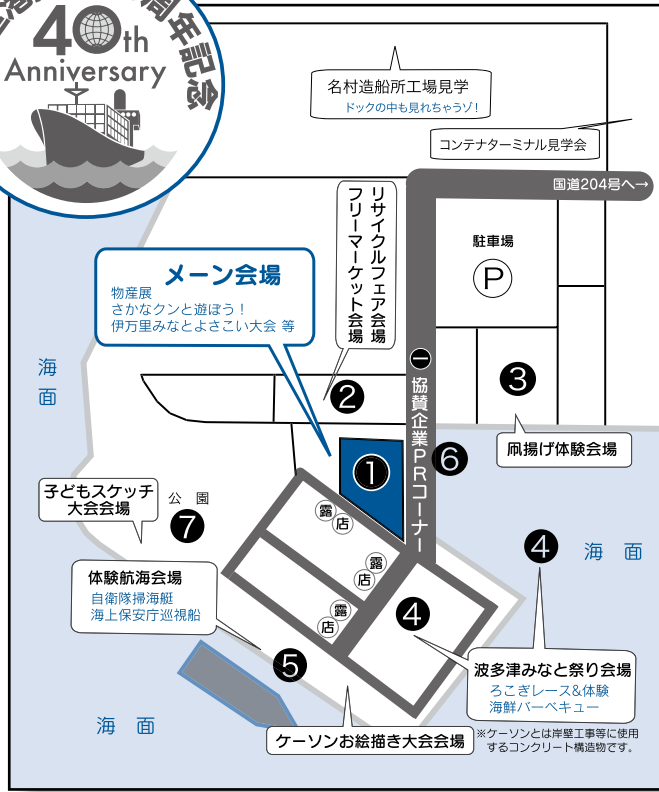 周年記念
40th
Anniversary
名村造船所工場見学
ドックの中も見れちゃうゾ！
コンテナターミナル見学会
国道204号へ→
リサイクルフェア会場
フリーマーケット会場
駐車場
P
メーン会場
物産展
さかなクンと遊ぼう！
伊万里みなとよさこい大会 等
海面
❷
❸
凧揚げ体験会場
ー協賛企業PRコーナー
❻
❶
子どもスケッチ
大会会場
公園
❼
露店
露店
露店
❹
海面
体験航海会場
自衛隊掃海艇
海上保安庁巡視船
❹
❺
波多津みなと祭り会場
ろこぎレース&体験
海鮮バーベキュー
海面
ケーソンお絵描き大会会場
※ケーソンとは岸壁工事等に使用
するコンクリート構造物です。